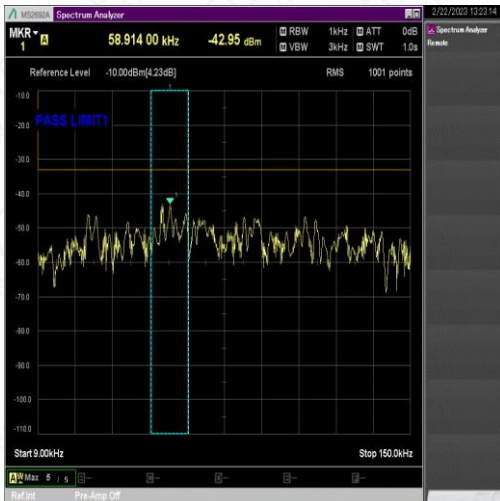 MS2692A Spectrum Analyzer
2/22/2023 13:23:14
MKR 1 A 58.914 00 kHz -42.95 dBm
M RBW 1kHz M ATT 0dB
M VBW 3kHz M SWT 1.0s
Spectrum Analyzer
Remote
Reference Level -10.00dBm[4.23dB] RMS 1001 points
1
-10.0
PASS LIMIT1
-20.0
-30.0
-40.0
1
-50.0
-60.0
-70.0
-80.0
-90.0
-100.0
-110.0
Start 9.00kHz Stop 150.0kHz
A W Max 5 / 5
Ref.Int Pre-Amp Off